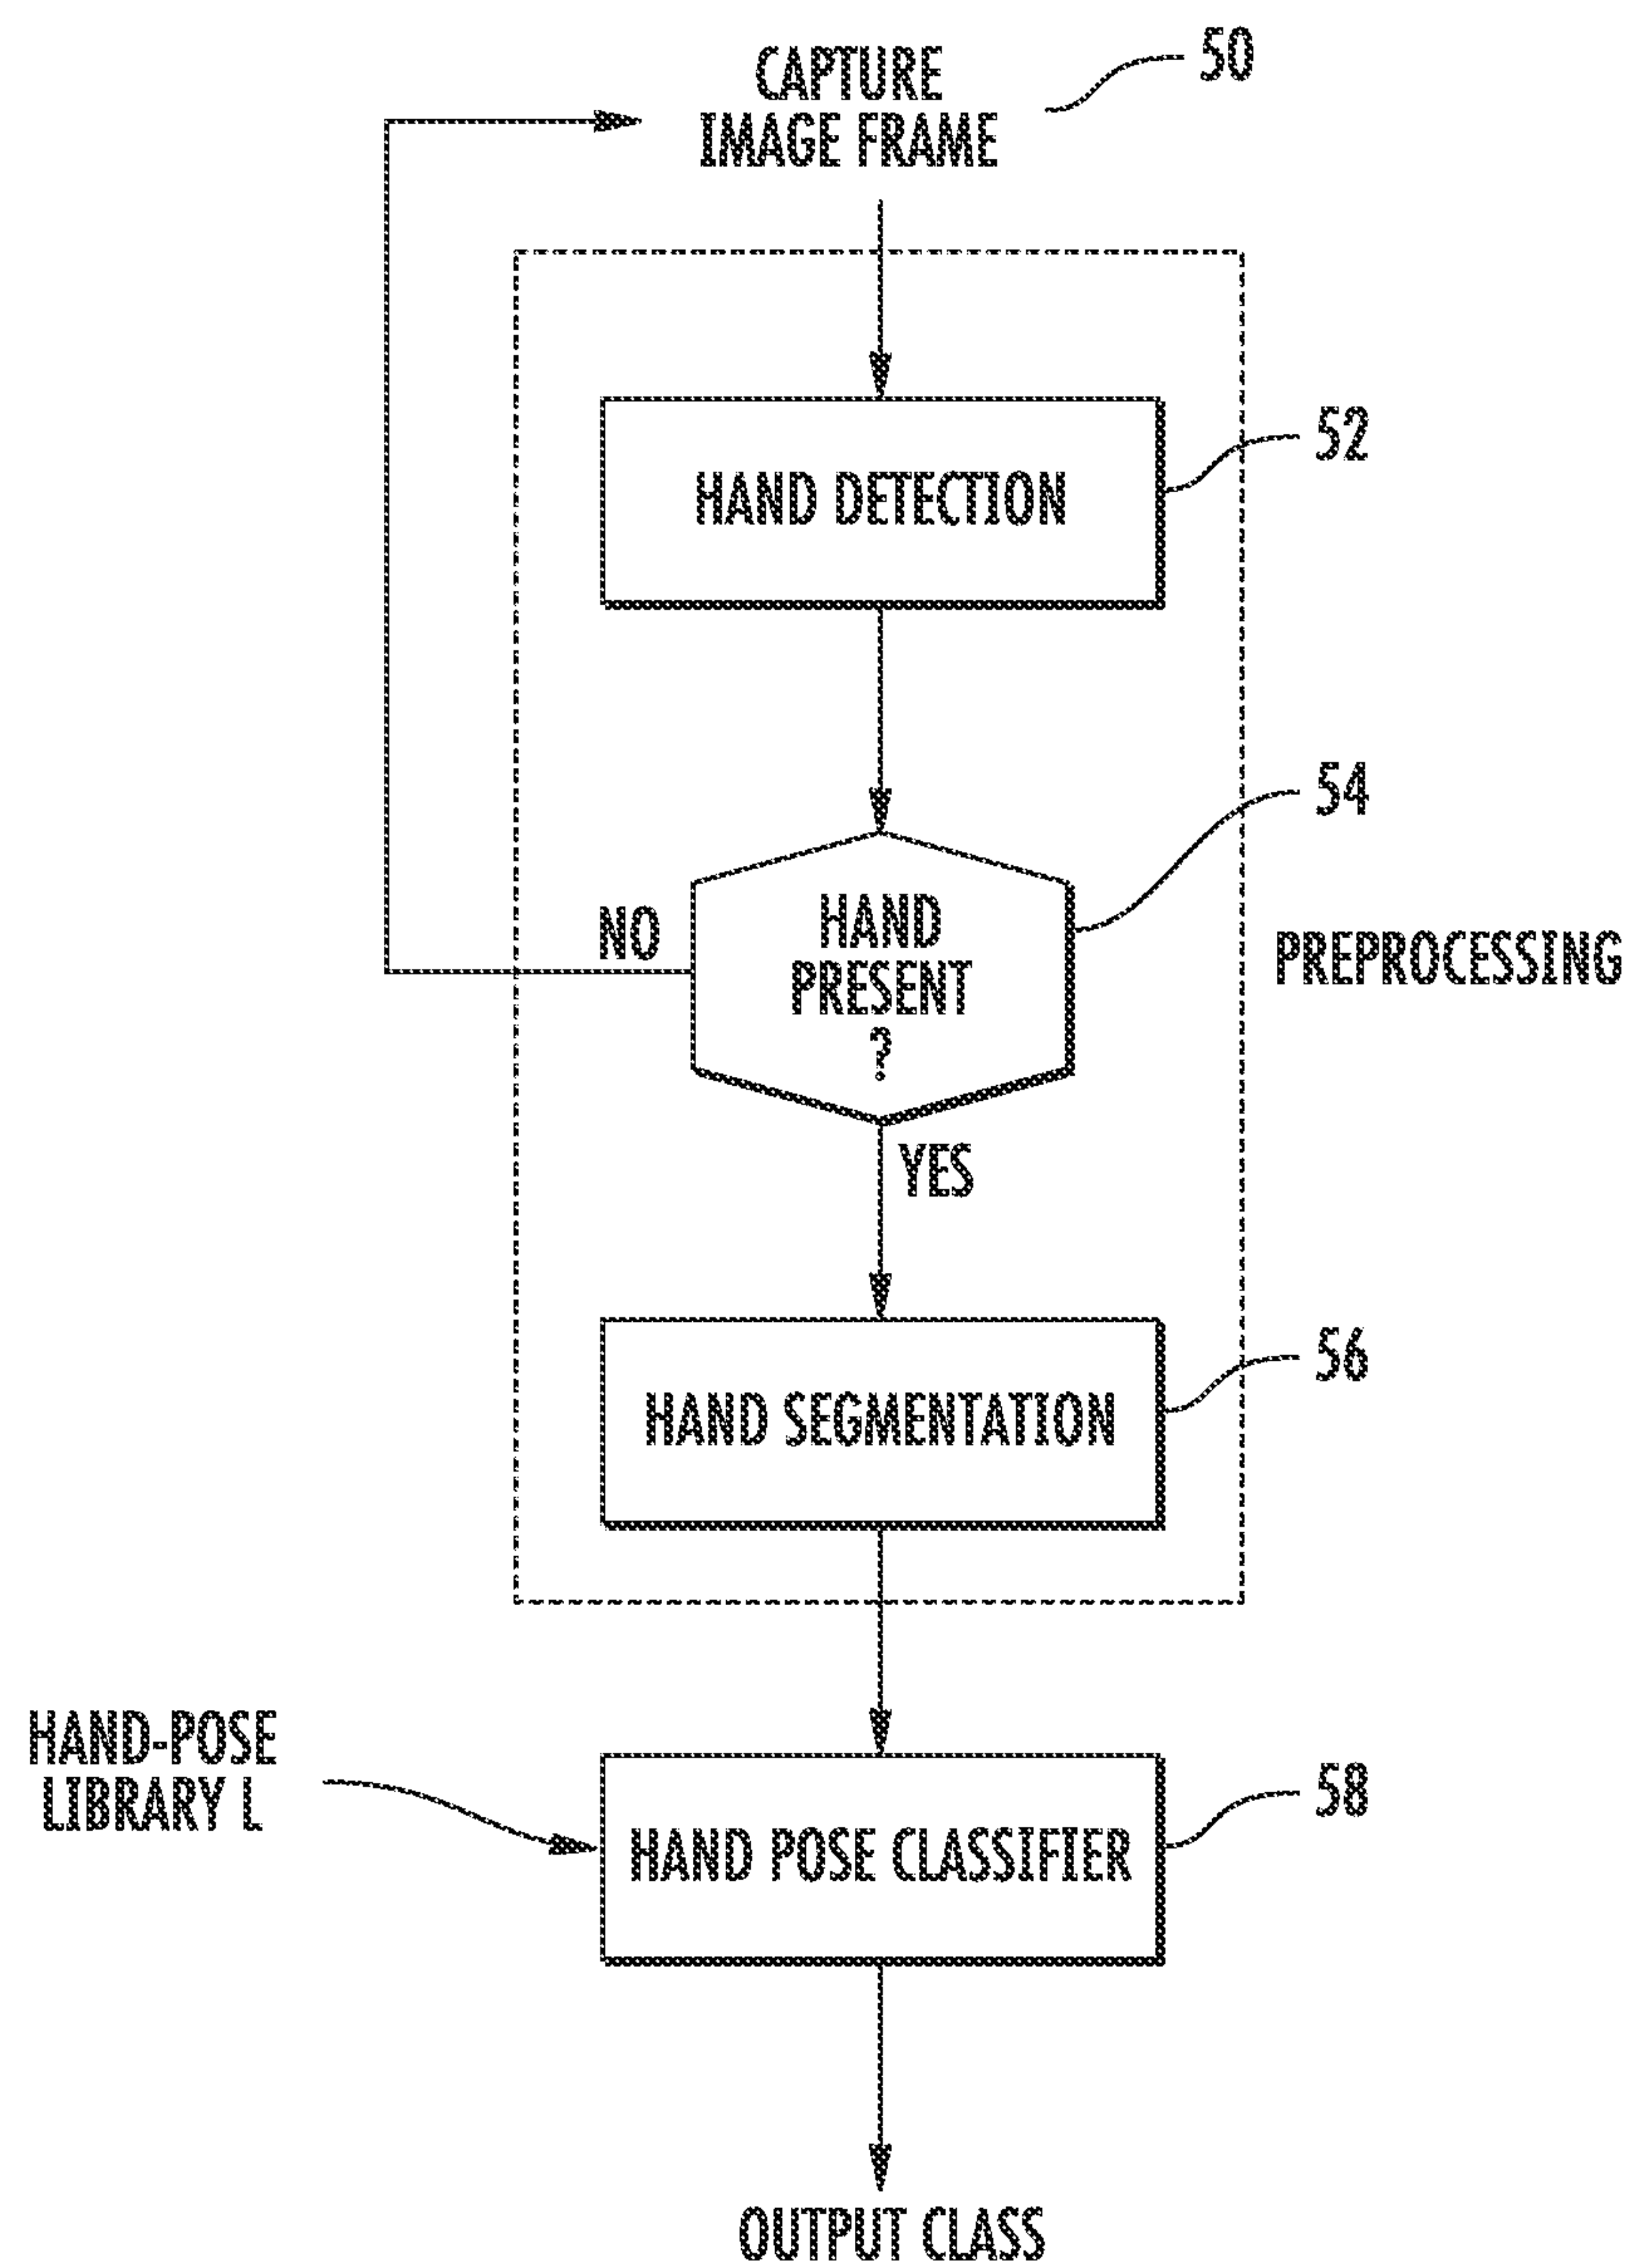 CAPTURE
IMAGE FRAME
50
HAND DETECTION
52
HAND
PRESENT
?
54
NO
YES
PREPROCESSING
HAND SEGMENTATION
56
HAND-POSE
LIBRARY L
HAND POSE CLASSIFIER
58
OUTPUT CLASS